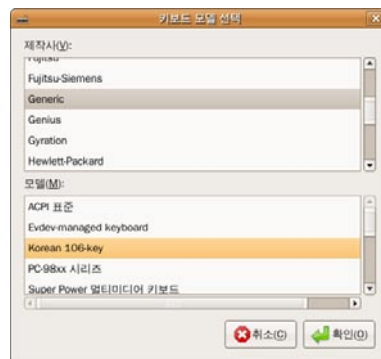 키보드 모델 선택
제작사(V):
Fujitsu
Fujitsu-Siemens
Generic
Genius
Gyration
Hewlett-Packard
모델(M):
ACPI 표준
Evdev-managed keyboard
Korean 106-key
PC-98xx 시리즈
Super Power 멀티미디어 키보드
취소(C)
확인(O)